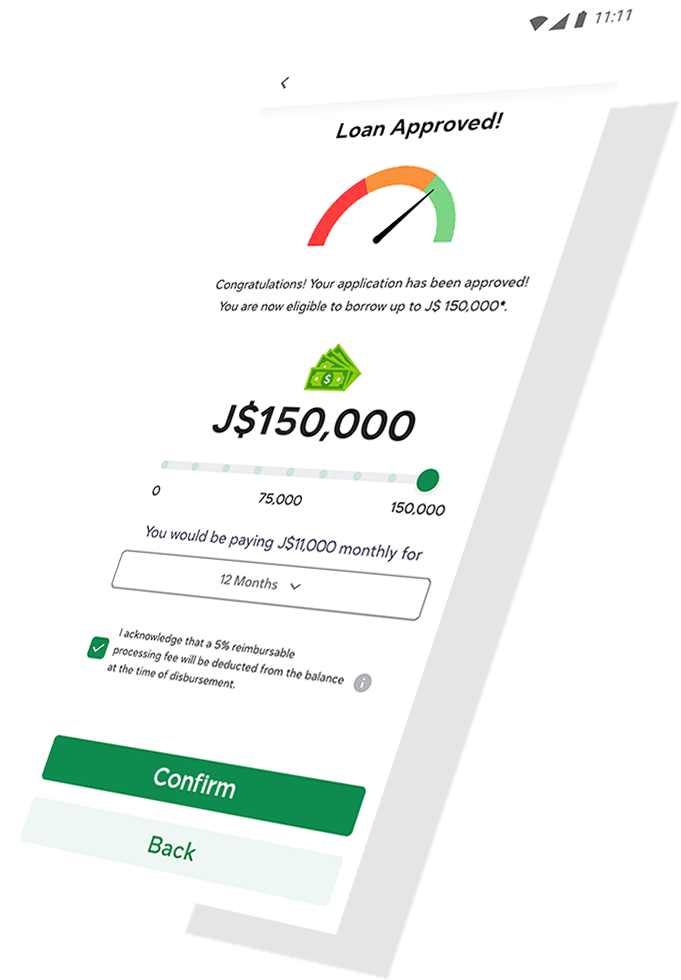 11:11
Loan Approved!
Congratulations! Your application has been approved!
You are now eligible to borrow up to J$ 150,000*.
$
J$150,000
0
75,000
150,000
You would be paying J$11,000 monthly for
12 Months
I acknowledge that a 5% reimbursable
processing fee will be deducted from the balance
at the time of disbursement.
i
Confirm
Back